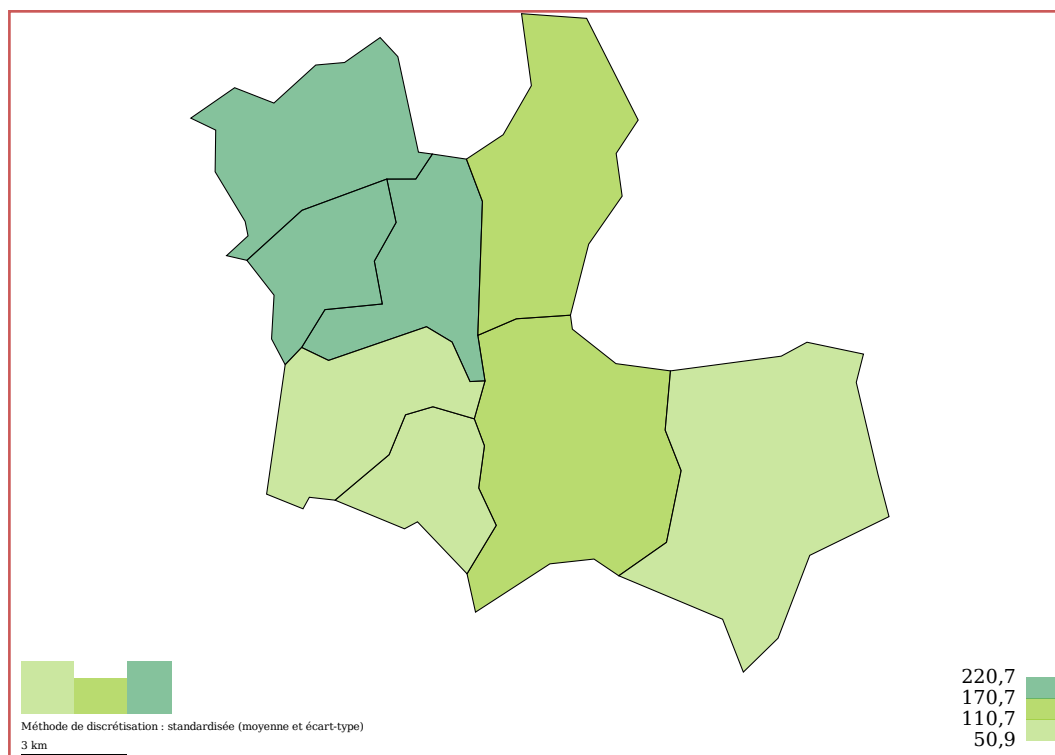 Méthode de discrétisation : standardisée (moyenne et écart-type)
3 km
220,7
170,7
110,7
50,9